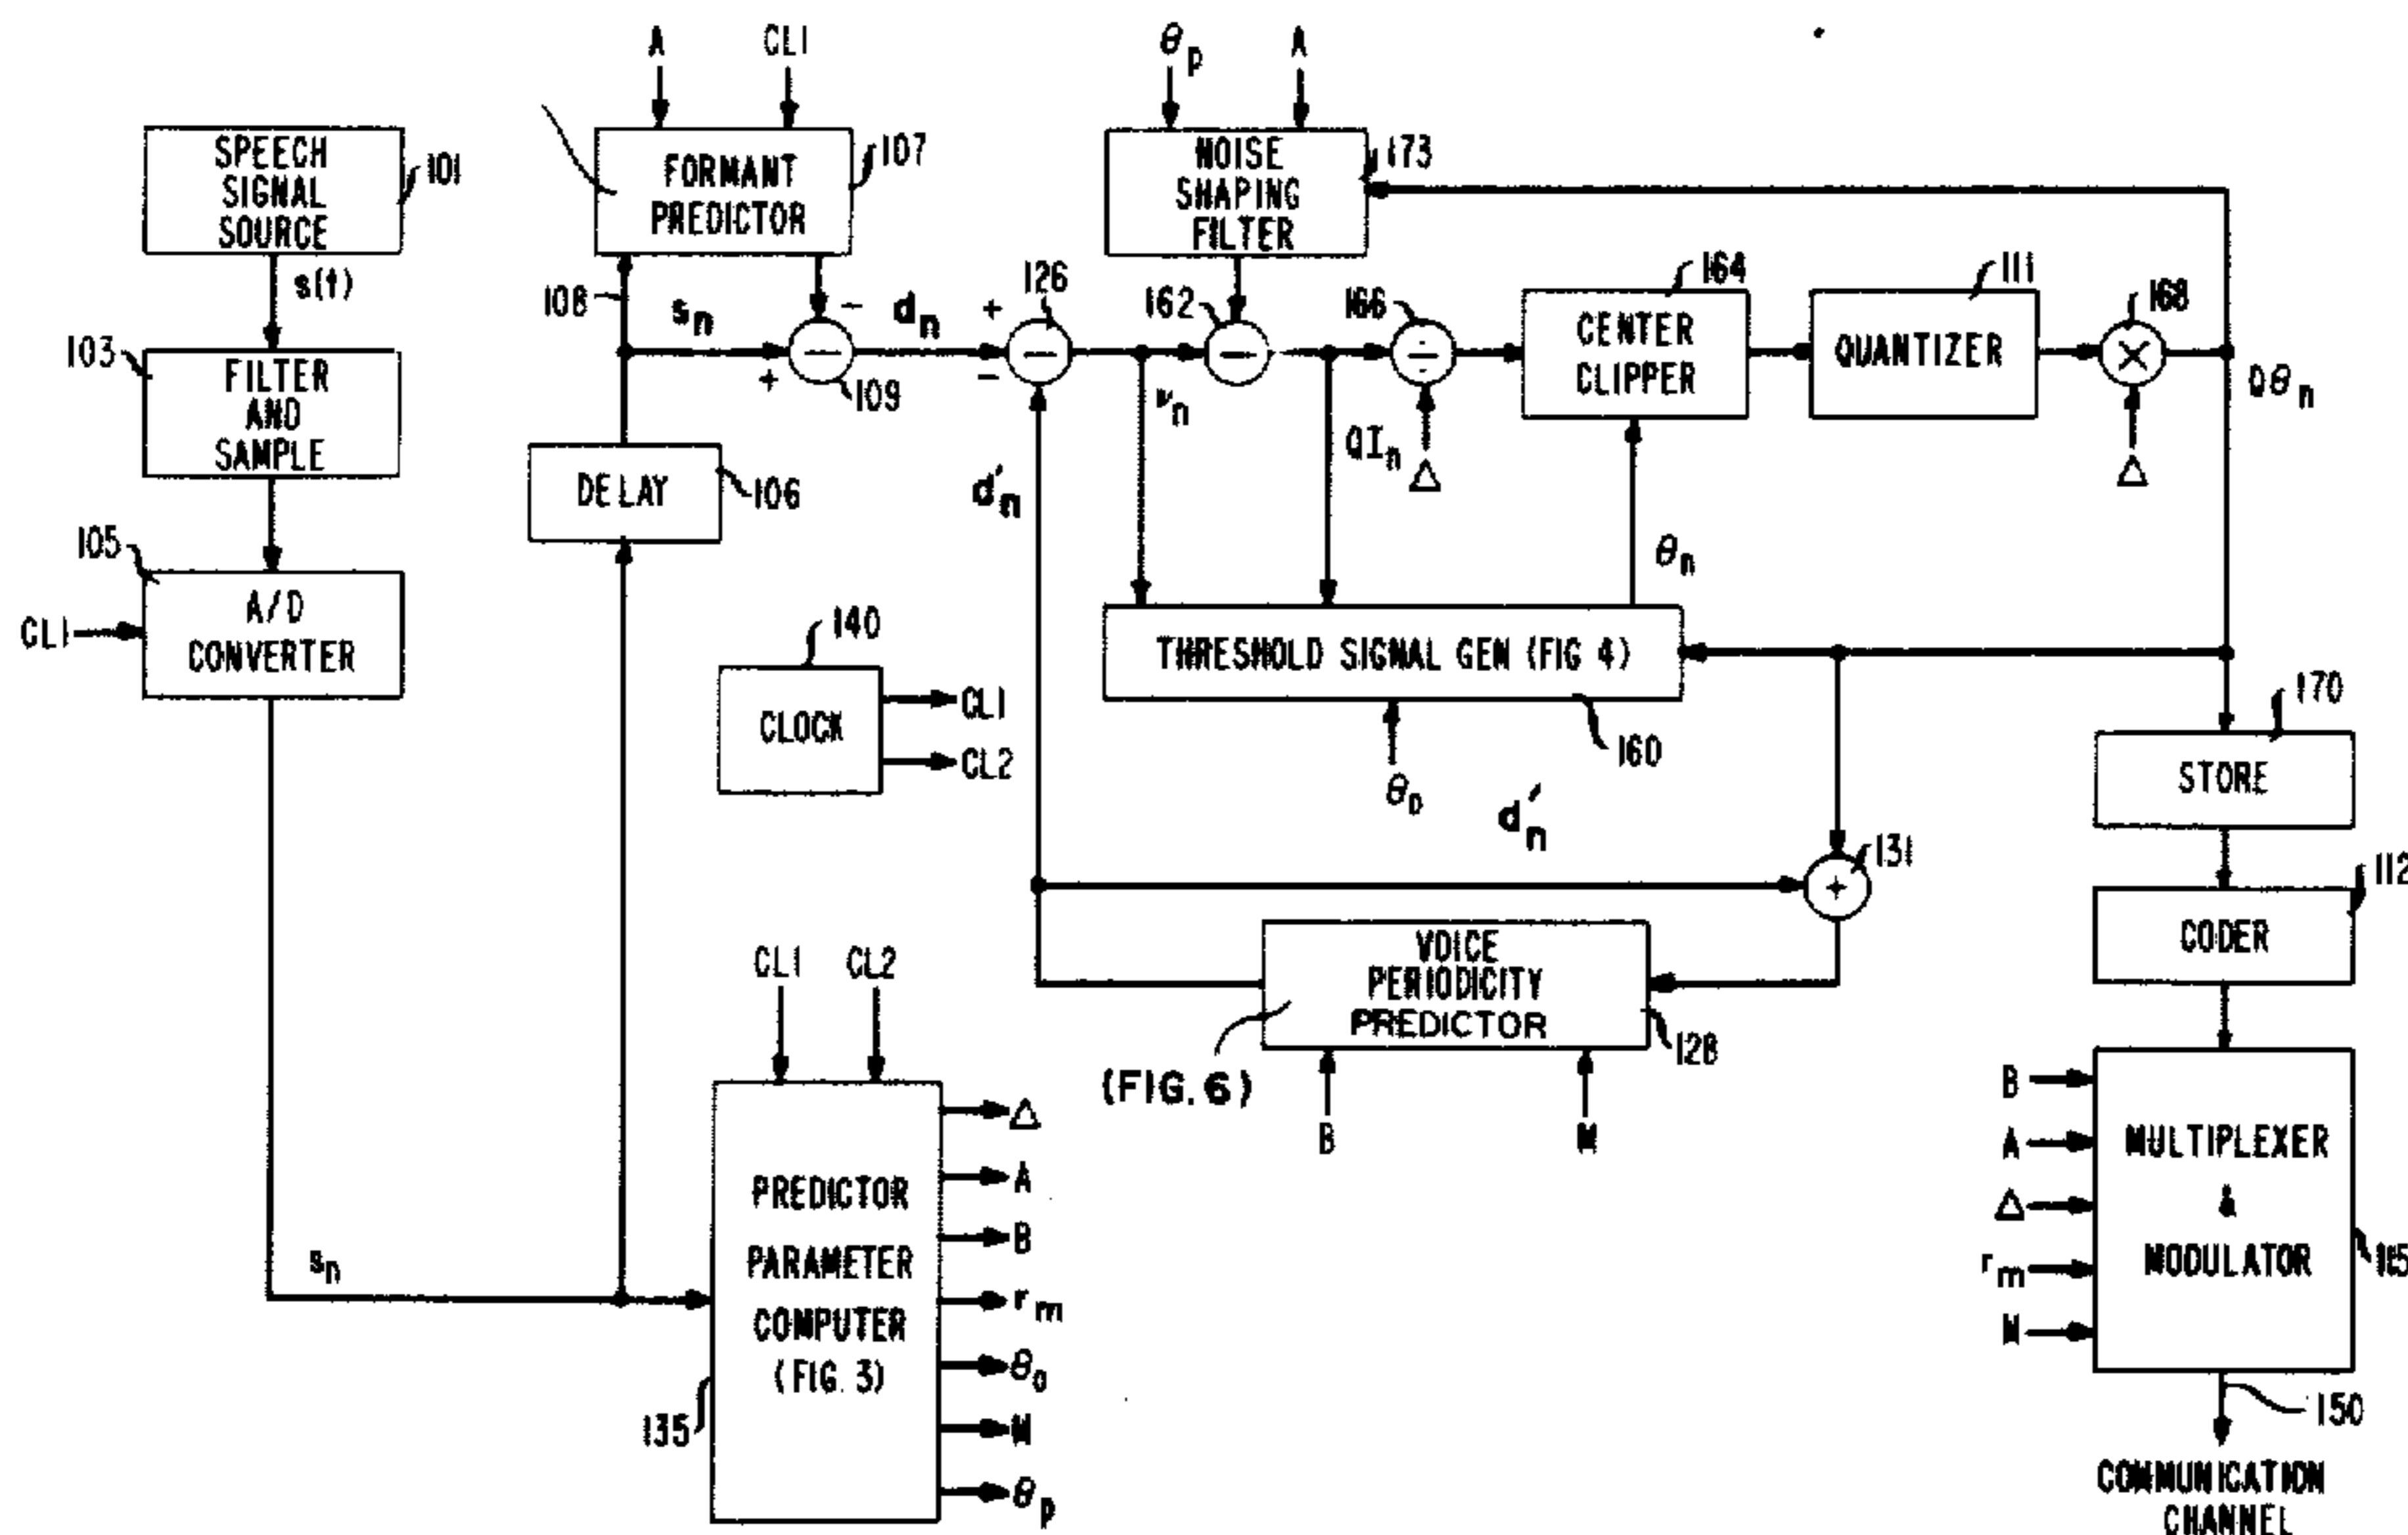 A
CL1
θp
A
SPEECH
SIGNAL
SOURCE
101
FORMANT
PREDICTOR
107
NOISE
SHAPING
FILTER
173
s(t)
108
sn
−
dn
+
126
162
166
164
111
168
103
FILTER
AND
SAMPLE
−
+
109
−
−
νn
−
÷
CENTER
CLIPPER
QUANTIZER
×
Qθn
DELAY
106
d'n
QIn
Δ
Δ
105
A/D
CONVERTER
CL1
θn
140
CLOCK
CL1
CL2
THRESHOLD SIGNAL GEN (FIG 4)
160
θ0
d'n
170
STORE
131
+
112
CODER
CL1
CL2
VOICE
PERIODICITY
PREDICTOR
128
(FIG. 6)
B
M
sn
PREDICTOR
PARAMETER
COMPUTER
(FIG. 3)
135
Δ
A
B
rm
θ0
M
θp
B
A
Δ
rm
M
MULTIPLEXER
&
MODULATOR
115
150
COMMUNICATION
CHANNEL